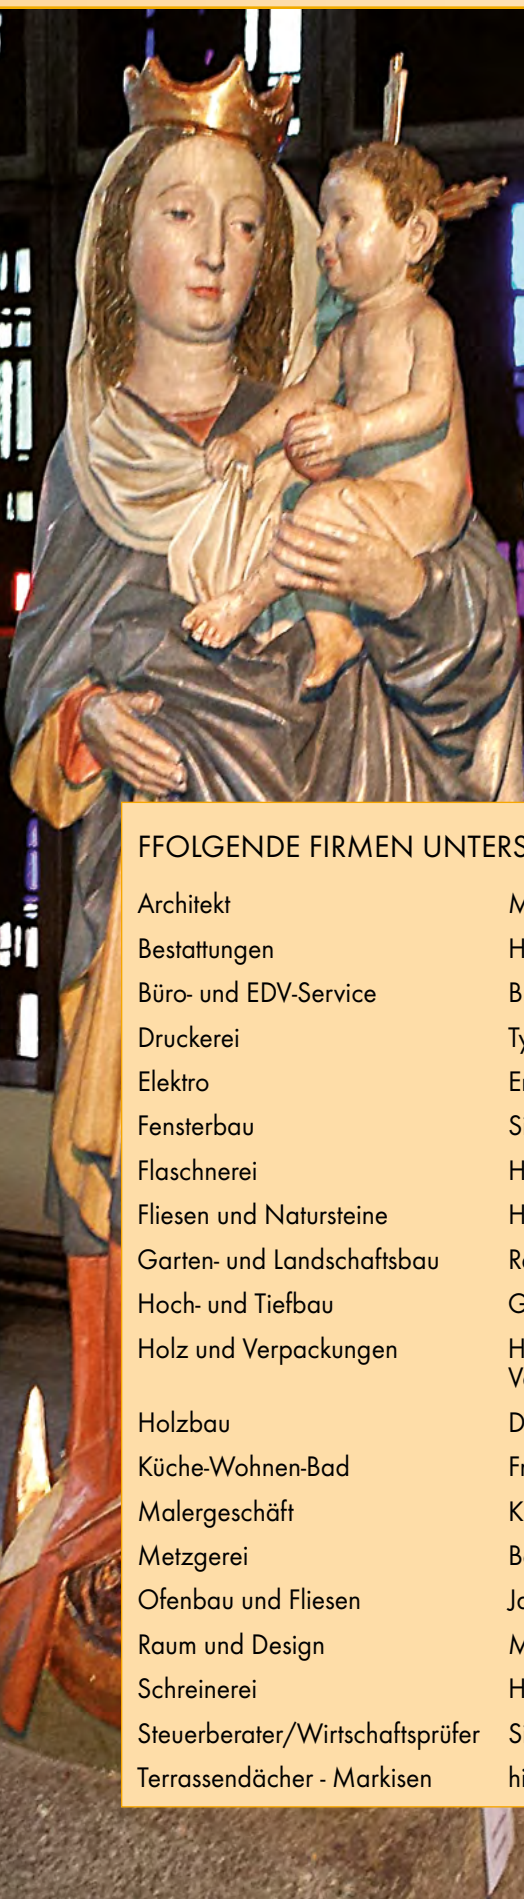 FFOLGENDE FIRMEN
Architekt
Bestattungen
Büro- und EDV-Service
Druckerei
Elektro
Fensterbau
Flaschnerei
Fliesen und Natursteine
Garten- und Landschaftsbau
Hoch- und Tiefbau
Holz und Verpackungen
Holzbau
Küche-Wohnen-Bad
Malergeschäft
Metzgerei
Ofenbau und Fliesen
Raum und Design
Schreinerei
Steuerberater/Wirtschaftsprüfer
Terrassendächer - Markisen